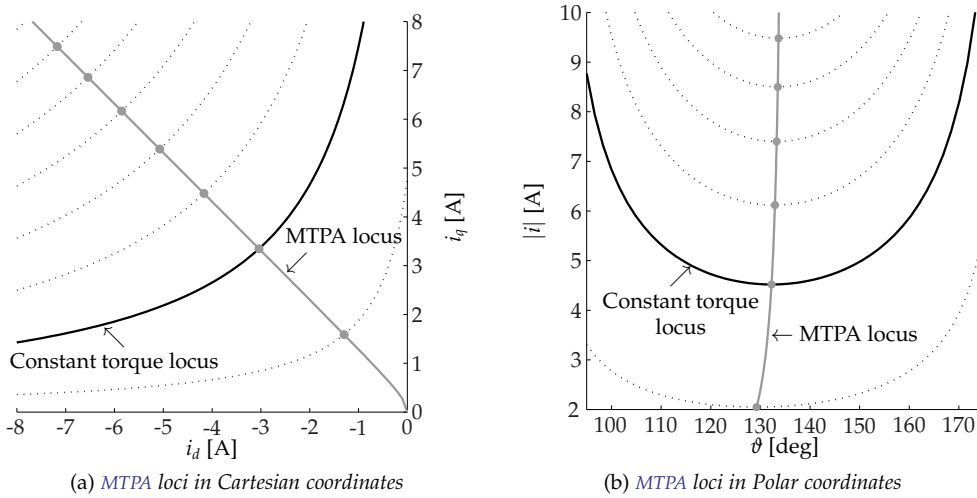 8
7
6
5
4
3
2
1
0
i_q [A]
MTPA locus
Constant torque locus
-8 -7 -6 -5 -4 -3 -2 -1 0
i_d [A]
(a) MTPA loci in Cartesian coordinates
10
9
8
7
6
5
4
3
2
|i| [A]
Constant torque
locus
← MTPA locus
100 110 120 130 140 150 160 170
ϑ [deg]
(b) MTPA loci in Polar coordinates